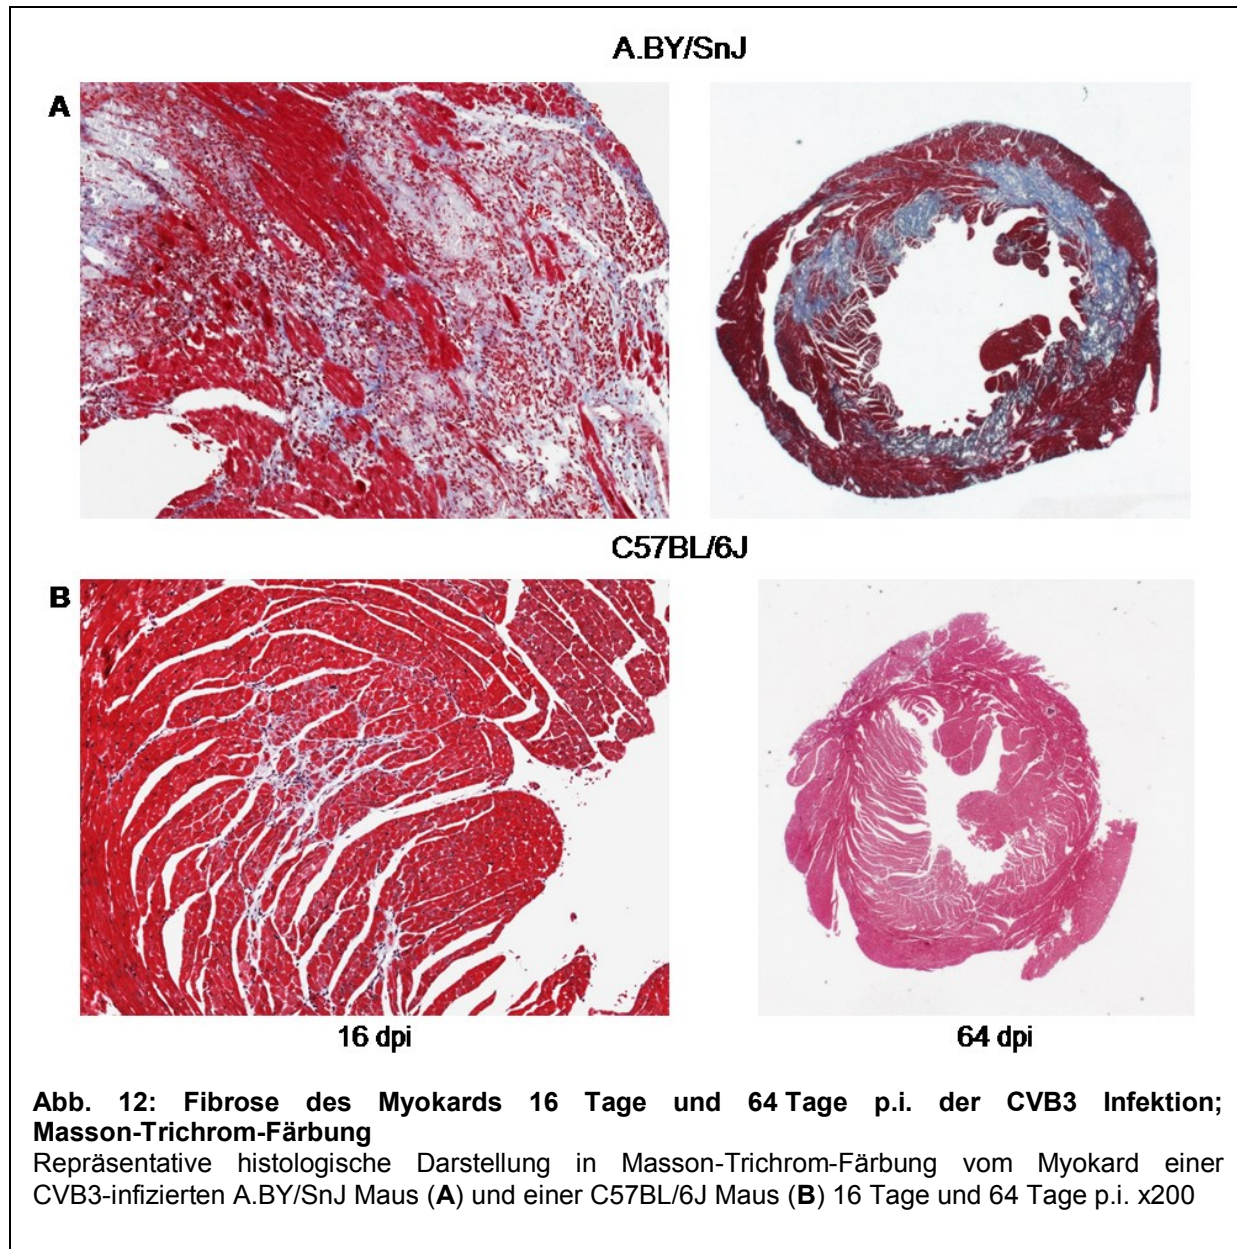 A.BY/SnJ
A
C57BL/6J
B
16 dpi
64 dpi
Abb. 12: Fibrose des Myokards 16 Tage und 64 Tage p.i. der CVB3 Infektion;
Masson-Trichrom-Färbung
Repräsentative histologische Darstellung in Masson-Trichrom-Färbung vom Myokard einer
CVB3-infizierten A.BY/SnJ Maus (A) und einer C57BL/6J Maus (B) 16 Tage und 64 Tage p.i. x200